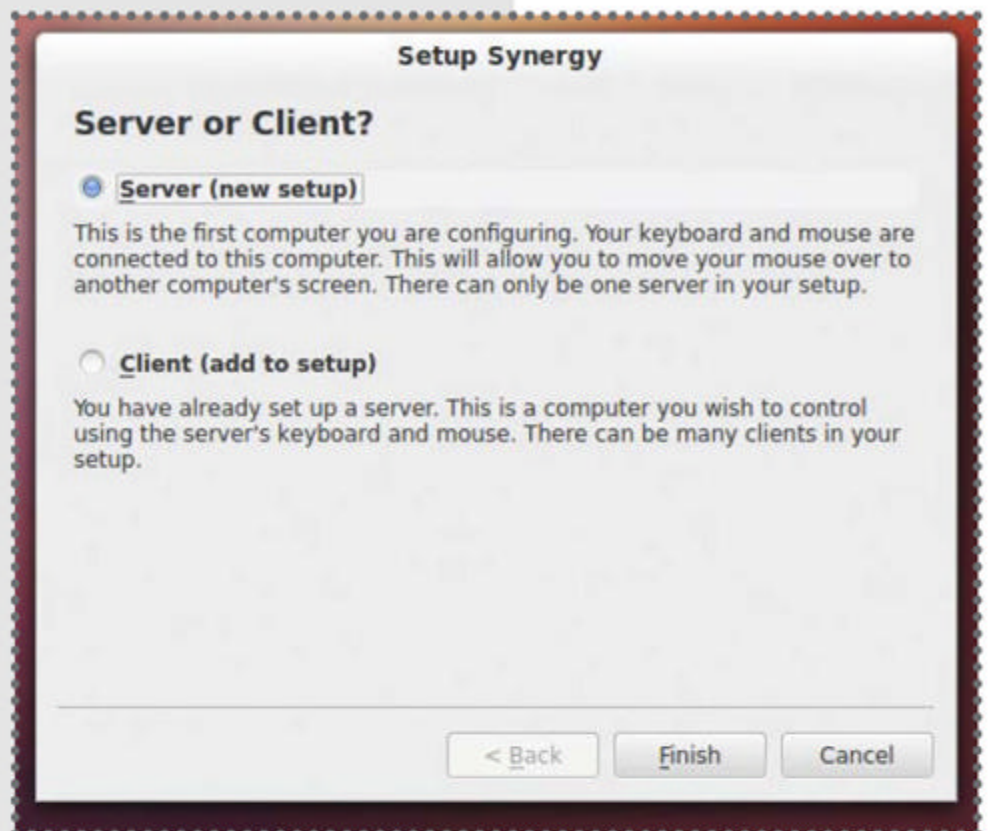 Setup Synergy
Server or Client?
Server (new setup)
This is the first computer you are configuring. Your keyboard and mouse are
connected to this computer. This will allow you to move your mouse over to
another computer's screen. There can only be one server in your setup.
Client (add to setup)
You have already set up a server. This is a computer you wish to control
using the server's keyboard and mouse. There can be many clients in your
setup.
< Back Finish Cancel